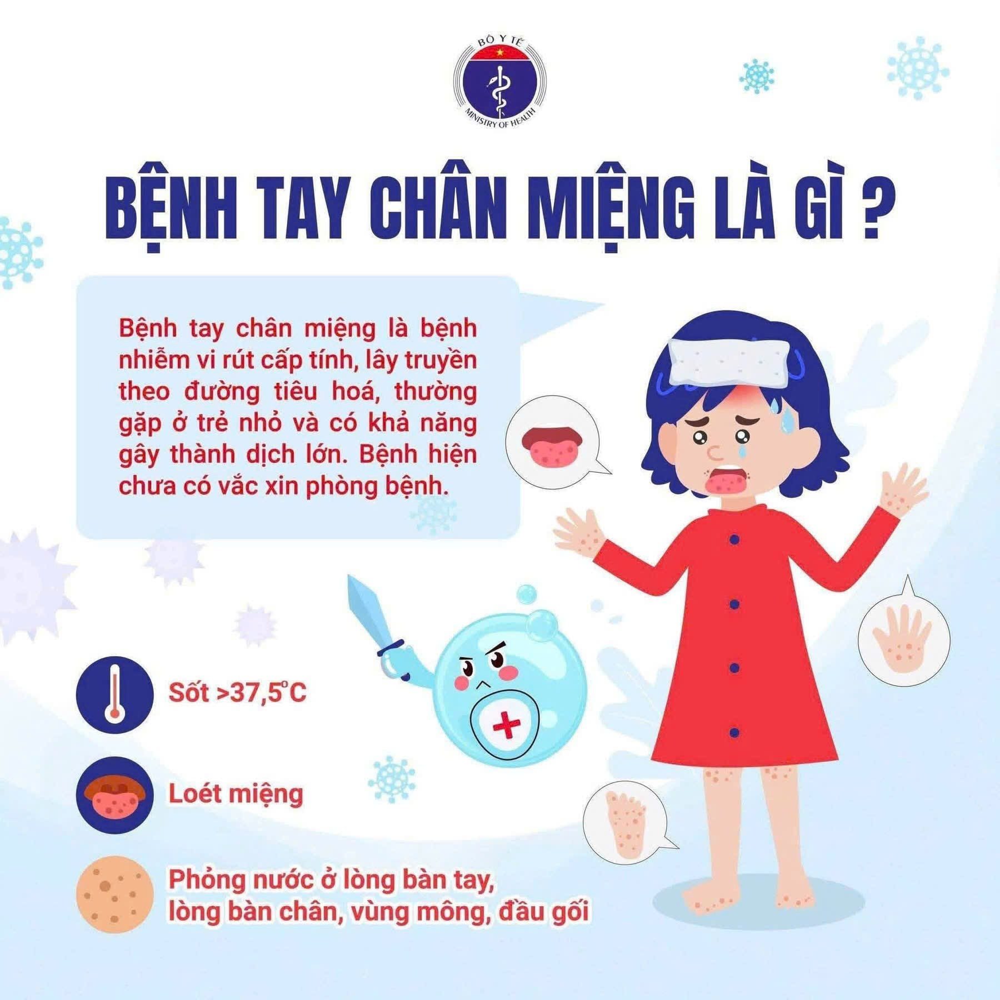 BỘ Y TẾ
MINISTRY OF HEALTH
BỆNH TAY CHÂN MIỆNG LÀ GÌ ?
Bệnh tay chân miệng là bệnh
nhiễm vi rút cấp tính, lây truyền
theo đường tiêu hoá, thường
gặp ở trẻ nhỏ và có khả năng
gây thành dịch lớn. Bệnh hiện
chưa có vắc xin phòng bệnh.
Sốt >37,5°C
Loét miệng
Phỏng nước ở lòng bàn tay,
lòng bàn chân, vùng mông, đầu gối